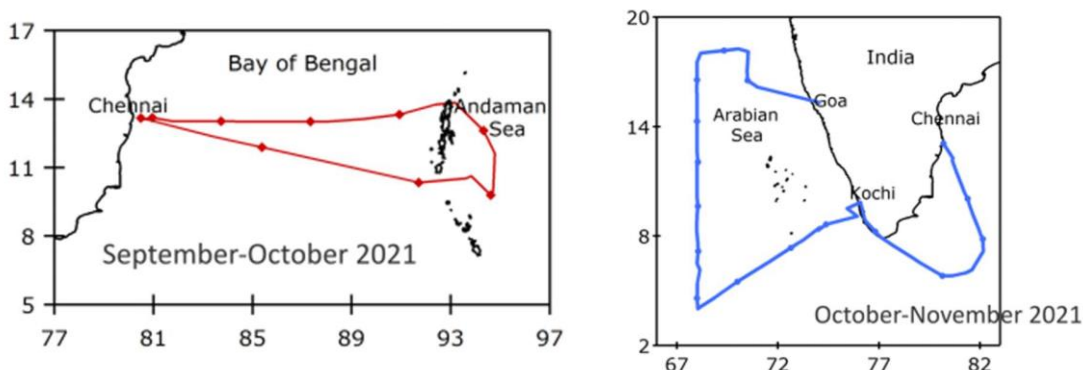 17
14
11
8
5
77
81
85
89
93
97
Bay of Bengal
Chennai
Andaman
Sea
September-October 2021
20
14
8
2
67
72
77
82
India
Goa
Arabian
Sea
Chennai
Kochi
October-November 2021